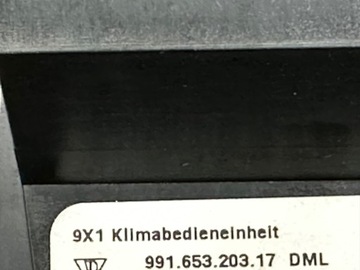 9X1 Klimabedieneinheit
991.653.203.17 DML